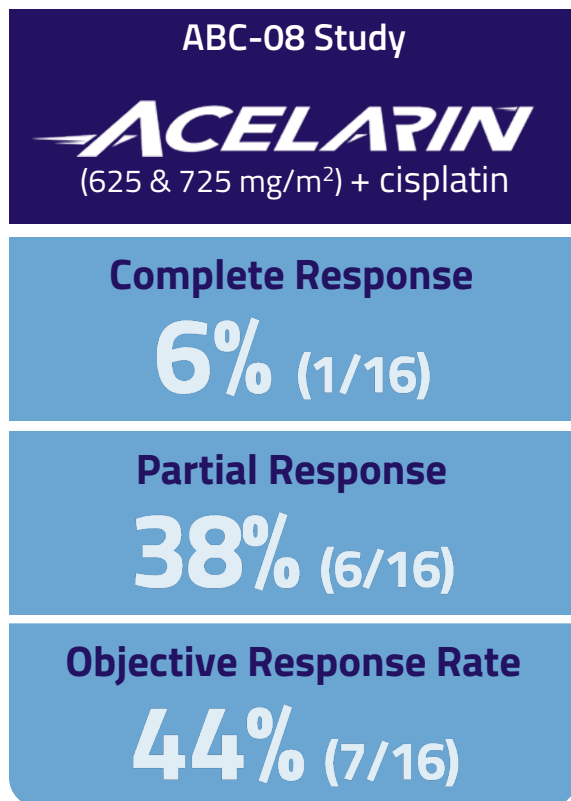 ABC-08 Study
ACELARIN
(625 & 725 mg/m²) + cisplatin
Complete Response
6% (1/16)
Partial Response
38% (6/16)
Objective Response Rate
44% (7/16)